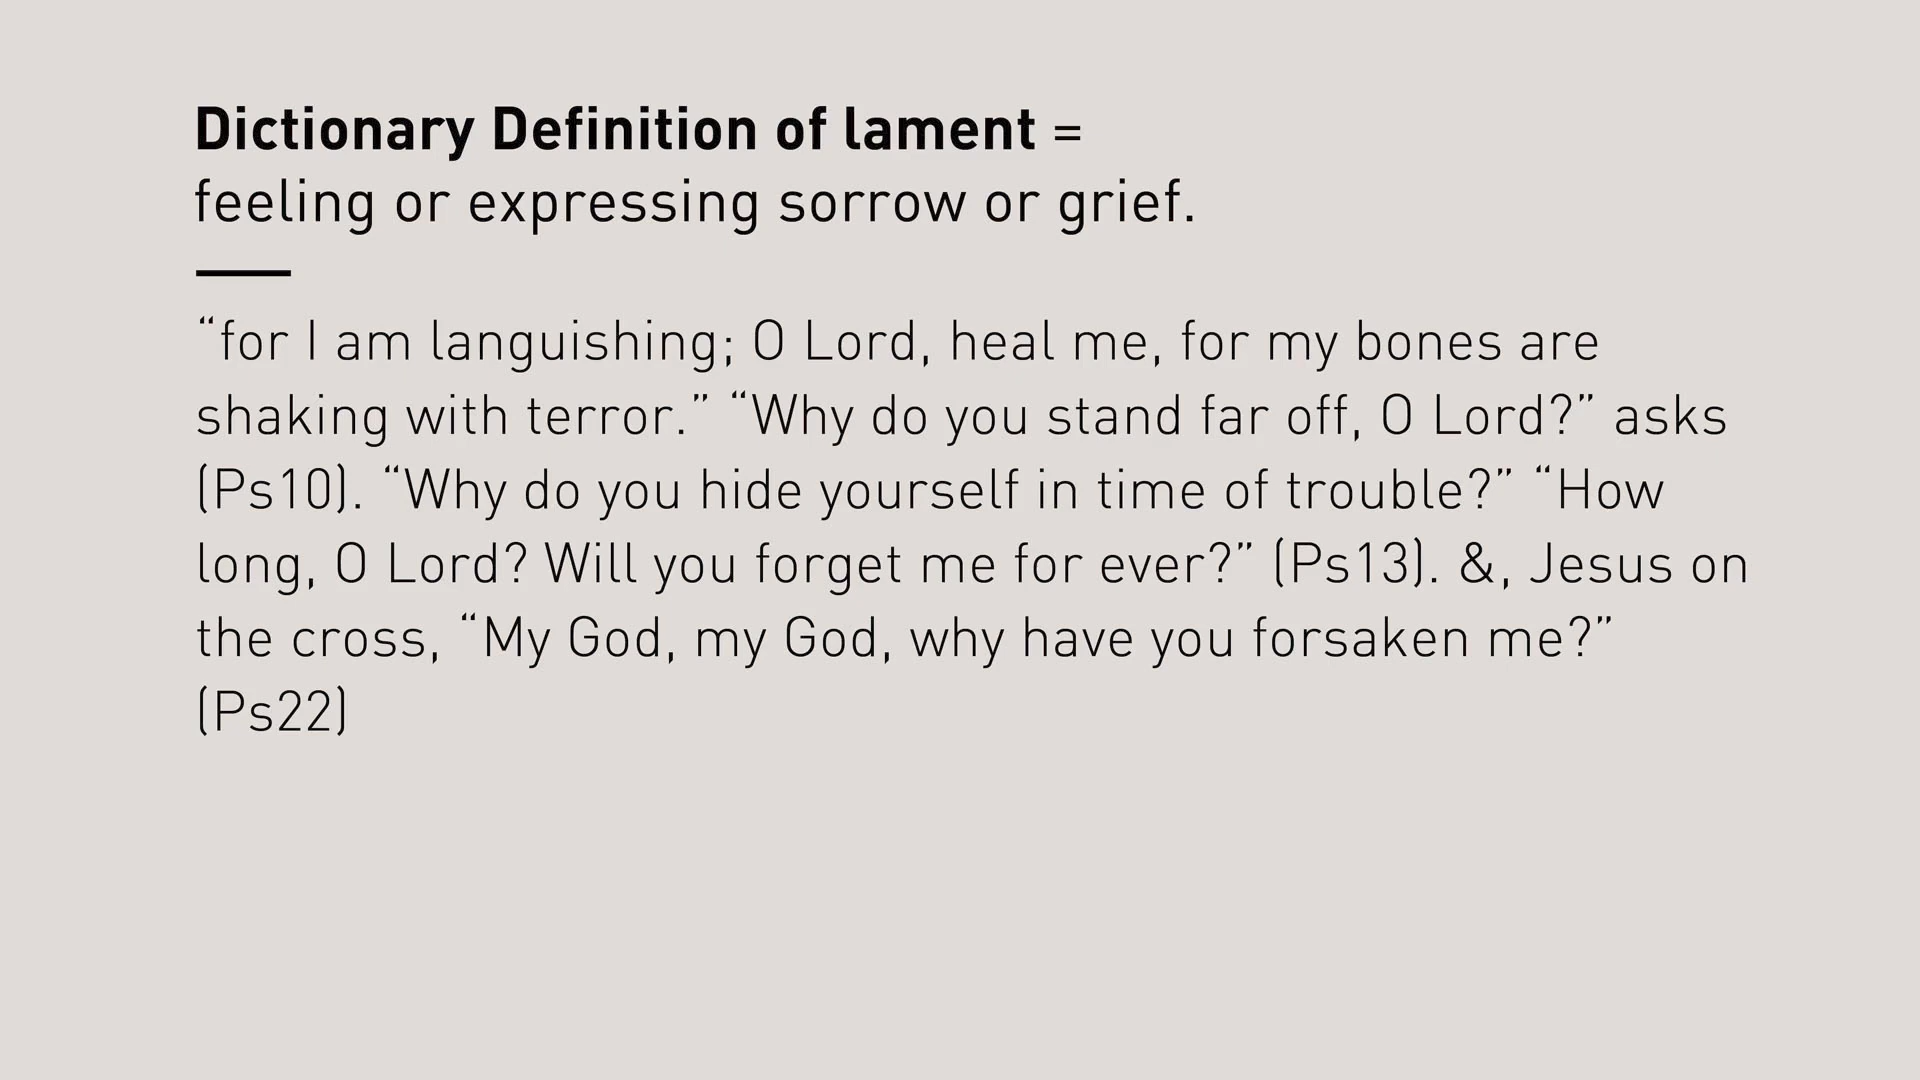 Dictionary Definition of lament =
feeling or expressing sorrow or grief.
“for I am languishing; O Lord, heal me, for my bones are
shaking with terror.” “Why do you stand far off, O Lord?” asks
(Ps10). “Why do you hide yourself in time of trouble?” “How
long, O Lord? Will you forget me for ever?” (Ps13). &, Jesus on
the cross, “My God, my God, why have you forsaken me?”
(Ps22)